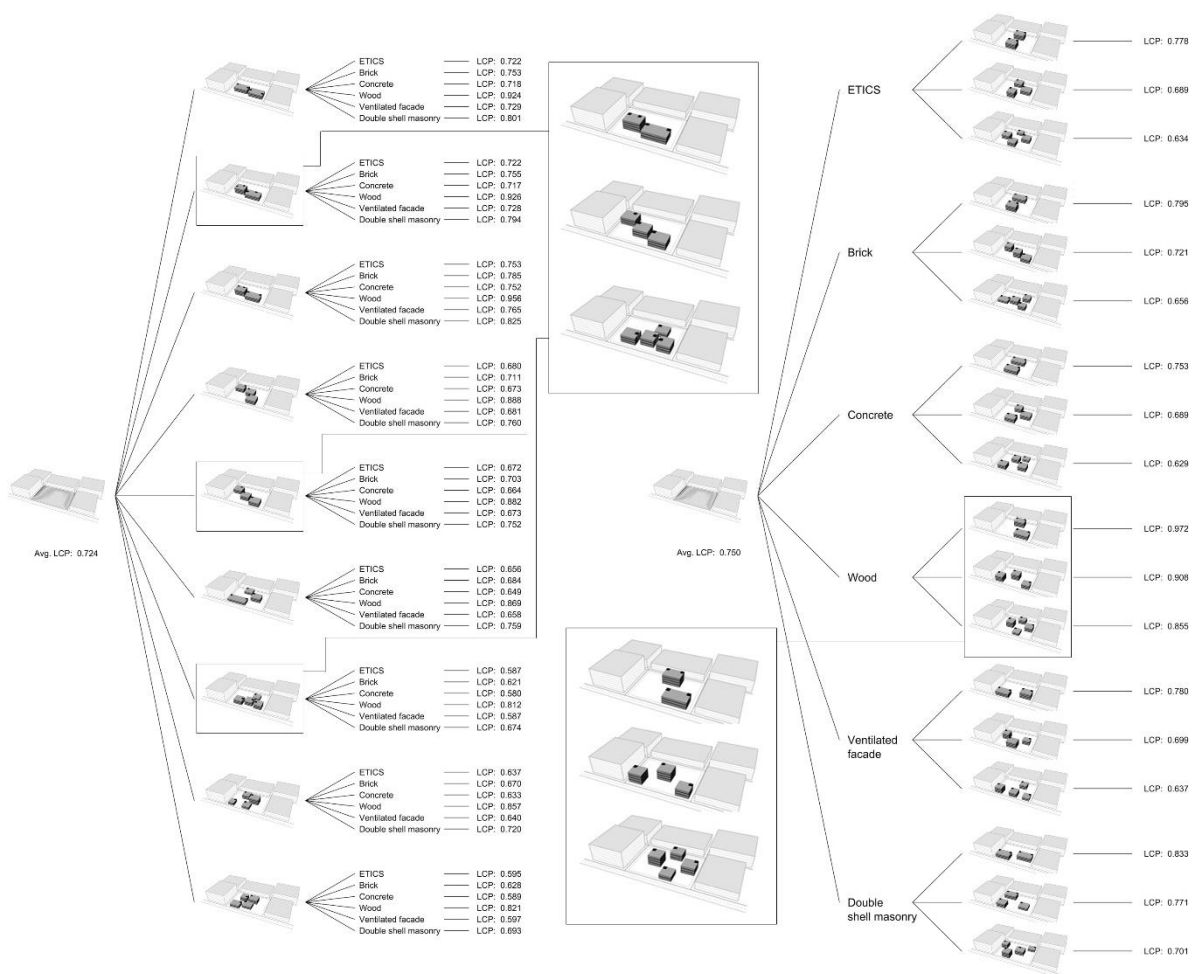 ETICS LCP: 0.722
Brick LCP: 0.753
Concrete LCP: 0.718
Wood LCP: 0.924
Ventilated facade LCP: 0.729
Double shell masonry LCP: 0.801
ETICS LCP: 0.722
Brick LCP: 0.755
Concrete LCP: 0.717
Wood LCP: 0.926
Ventilated facade LCP: 0.728
Double shell masonry LCP: 0.794
ETICS LCP: 0.753
Brick LCP: 0.785
Concrete LCP: 0.752
Wood LCP: 0.956
Ventilated facade LCP: 0.765
Double shell masonry LCP: 0.825
ETICS LCP: 0.680
Brick LCP: 0.711
Concrete LCP: 0.673
Wood LCP: 0.888
Ventilated facade LCP: 0.681
Double shell masonry LCP: 0.760
ETICS LCP: 0.672
Brick LCP: 0.703
Concrete LCP: 0.664
Wood LCP: 0.882
Ventilated facade LCP: 0.673
Double shell masonry LCP: 0.752
Avg. LCP: 0.724
ETICS LCP: 0.656
Brick LCP: 0.684
Concrete LCP: 0.649
Wood LCP: 0.869
Ventilated facade LCP: 0.658
Double shell masonry LCP: 0.759
ETICS LCP: 0.587
Brick LCP: 0.621
Concrete LCP: 0.580
Wood LCP: 0.812
Ventilated facade LCP: 0.587
Double shell masonry LCP: 0.674
ETICS LCP: 0.637
Brick LCP: 0.670
Concrete LCP: 0.633
Wood LCP: 0.857
Ventilated facade LCP: 0.640
Double shell masonry LCP: 0.720
ETICS LCP: 0.595
Brick LCP: 0.628
Concrete LCP: 0.589
Wood LCP: 0.821
Ventilated facade LCP: 0.597
Double shell masonry LCP: 0.693
Avg. LCP: 0.750
ETICS
LCP: 0.778
LCP: 0.689
LCP: 0.634
Brick
LCP: 0.795
LCP: 0.721
LCP: 0.656
Concrete
LCP: 0.753
LCP: 0.689
LCP: 0.629
Wood
LCP: 0.972
LCP: 0.908
LCP: 0.855
Ventilated
facade
LCP: 0.780
LCP: 0.699
LCP: 0.637
Double
shell masonry
LCP: 0.833
LCP: 0.771
LCP: 0.701